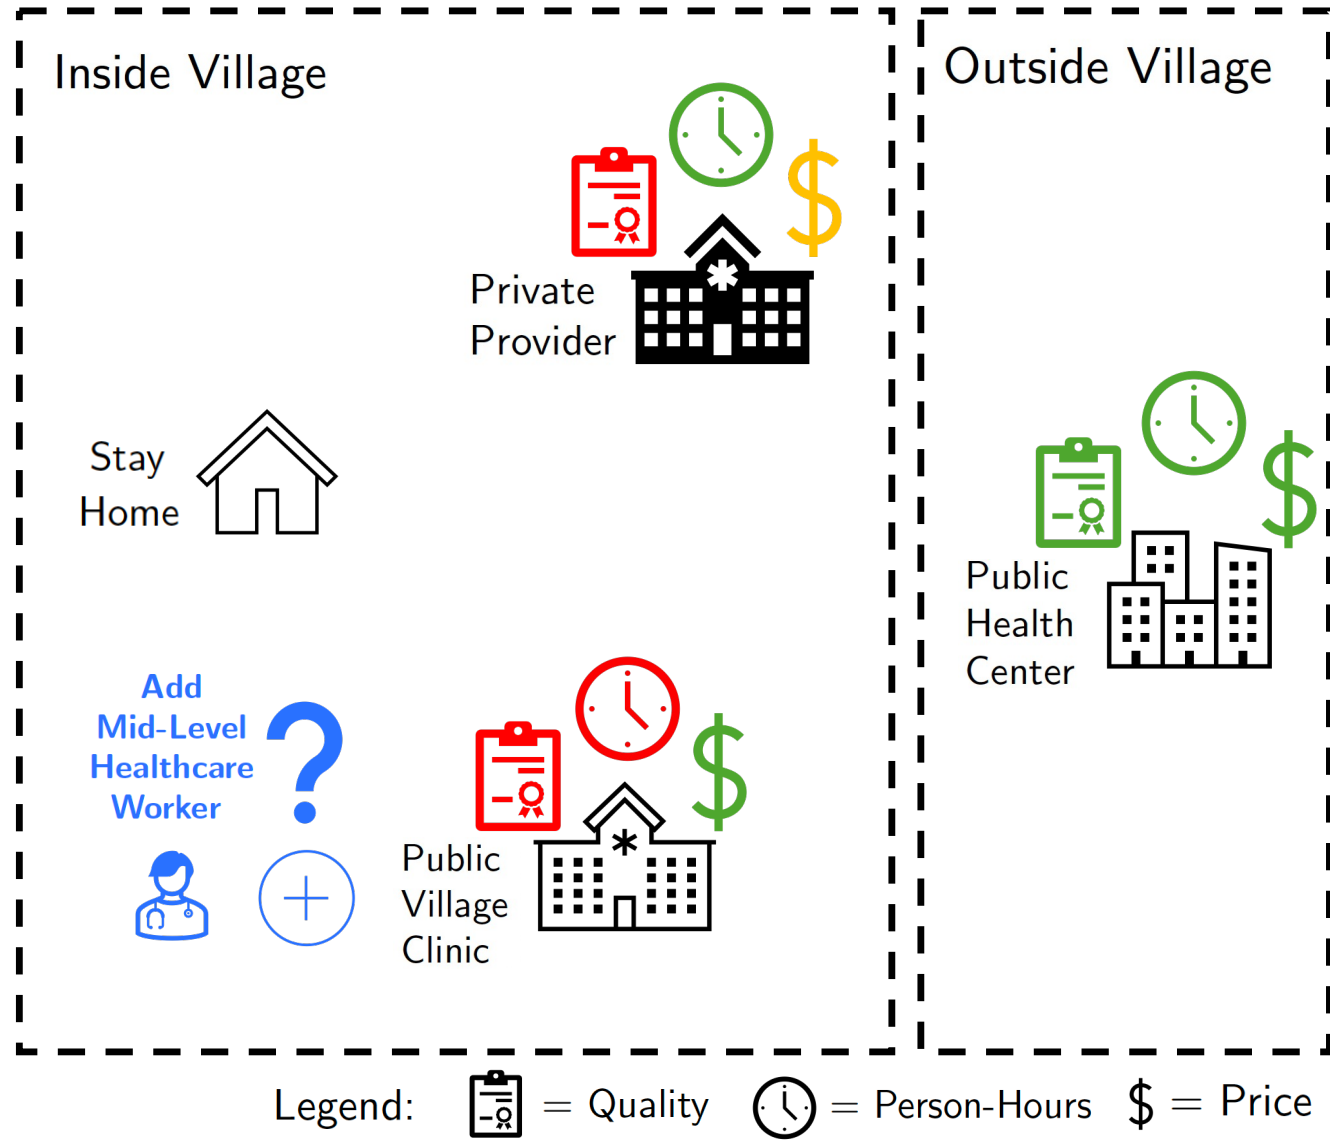 Inside Village
Outside Village
Private
Provider
Stay
Home
Public
Health
Center
Add
Mid-Level
Healthcare
Worker
?
Public
Village
Clinic
Legend: = Quality = Person-Hours $ = Price